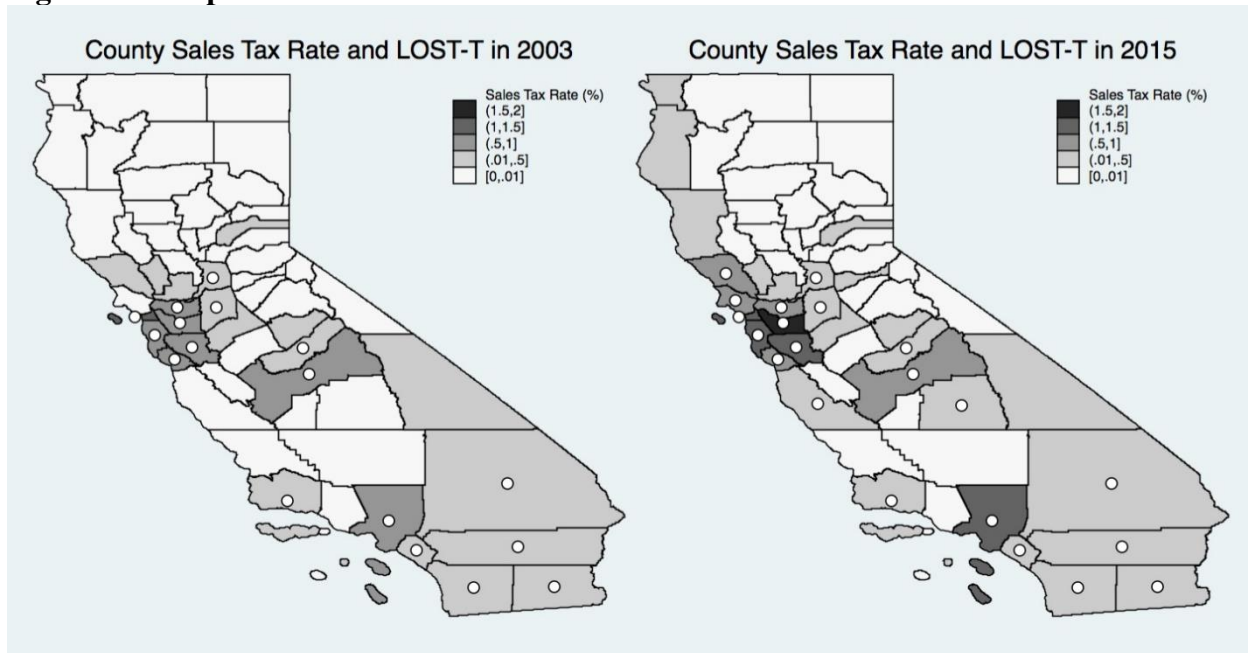 County Sales Tax Rate and LOST-T in 2003
Sales Tax Rate (%)
(1.5,2]
(1,1.5]
(.5,1]
(.01,.5]
[0,.01]
County Sales Tax Rate and LOST-T in 2015
Sales Tax Rate (%)
(1.5,2]
(1,1.5]
(.5,1]
(.01,.5]
[0,.01]